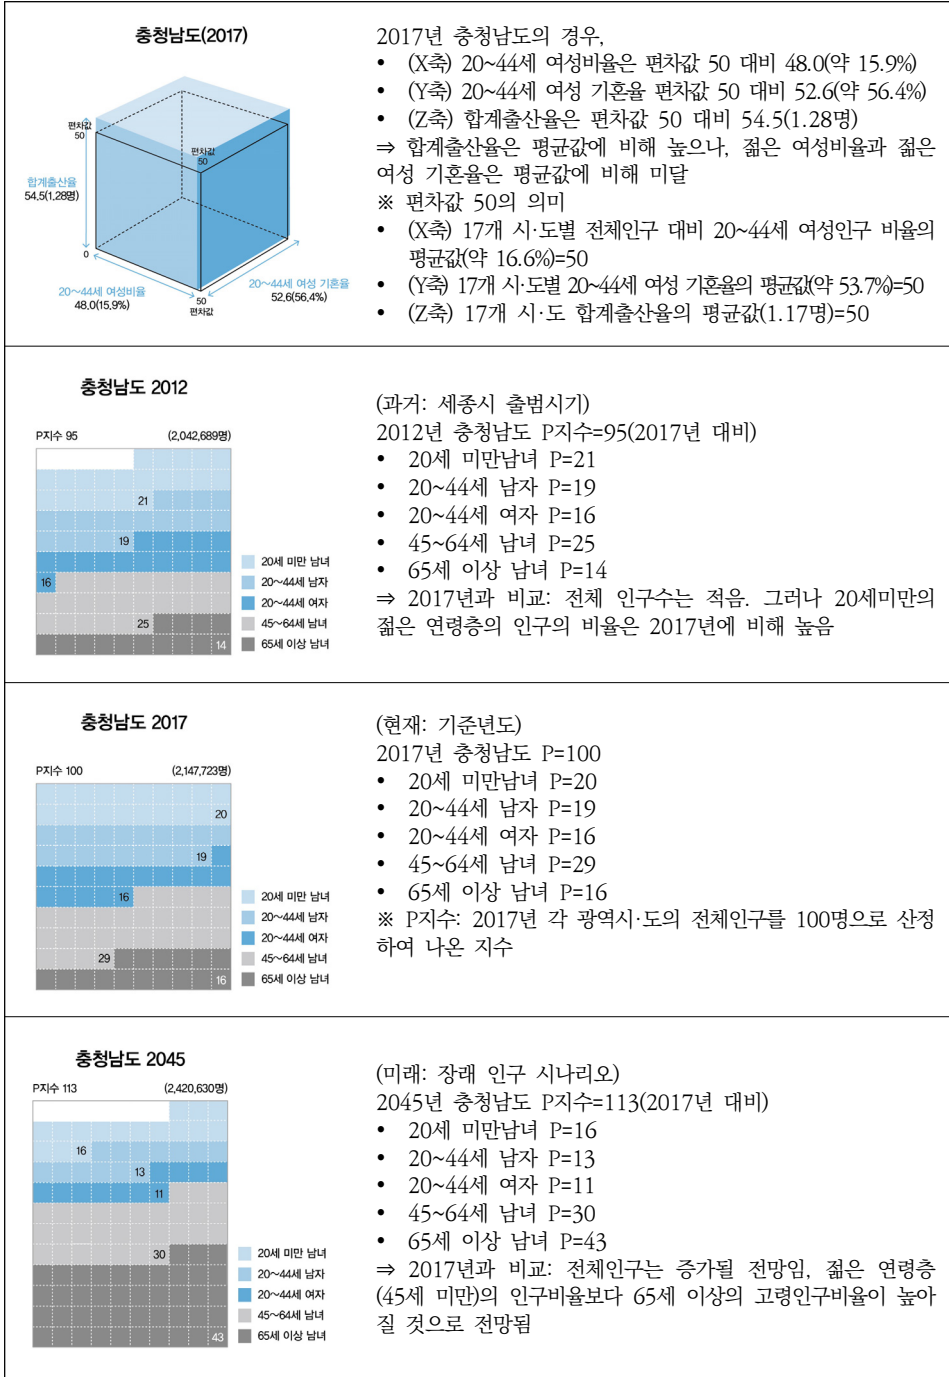 충청남도(2017)
편차값
50
편차값
50
합계출산율
54.5(1.28명)
0
20~44세 여성비율
48.0(15.9%)
50
편차값
20~44세 여성 기혼율
52.6(56.4%)
2017년 충청남도의 경우,
• (X축) 20~44세 여성비율은 편차값 50 대비 48.0(약 15.9%)
• (Y축) 20~44세 여성 기혼율 편차값 50 대비 52.6(약 56.4%)
• (Z축) 합계출산율은 편차값 50 대비 54.5(1.28명)
⇒ 합계출산율은 평균값에 비해 높으나, 젊은 여성비율과 젊은
여성 기혼율은 평균값에 비해 미달
※ 편차값 50의 의미
• (X축) 17개 시·도별 전체인구 대비 20~44세 여성인구 비율의
평균값(약 16.6%)=50
• (Y축) 17개 시·도별 20~44세 여성 기혼율의 평균값(약 53.7%)=50
• (Z축) 17개 시·도 합계출산율의 평균값(1.17명)=50
충청남도 2012
P지수 95 (2,042,689명)
21
19
16
25
14
20세 미만 남녀
20~44세 남자
20~44세 여자
45~64세 남녀
65세 이상 남녀
(과거: 세종시 출범시기)
2012년 충청남도 P지수=95(2017년 대비)
• 20세 미만남녀 P=21
• 20~44세 남자 P=19
• 20~44세 여자 P=16
• 45~64세 남녀 P=25
• 65세 이상 남녀 P=14
⇒ 2017년과 비교: 전체 인구수는 적음. 그러나 20세미만의
젊은 연령층의 인구의 비율은 2017년에 비해 높음
충청남도 2017
P지수 100 (2,147,723명)
20
19
16
29
16
20세 미만 남녀
20~44세 남자
20~44세 여자
45~64세 남녀
65세 이상 남녀
(현재: 기준년도)
2017년 충청남도 P=100
• 20세 미만남녀 P=20
• 20~44세 남자 P=19
• 20~44세 여자 P=16
• 45~64세 남녀 P=29
• 65세 이상 남녀 P=16
※ P지수: 2017년 각 광역시·도의 전체인구를 100명으로 산정
하여 나온 지수
충청남도 2045
P지수 113 (2,420,630명)
16
13
11
30
43
20세 미만 남녀
20~44세 남자
20~44세 여자
45~64세 남녀
65세 이상 남녀
(미래: 장래 인구 시나리오)
2045년 충청남도 P지수=113(2017년 대비)
• 20세 미만남녀 P=16
• 20~44세 남자 P=13
• 20~44세 여자 P=11
• 45~64세 남녀 P=30
• 65세 이상 남녀 P=43
⇒ 2017년과 비교: 전체인구는 증가될 전망임, 젊은 연령층
(45세 미만)의 인구비율보다 65세 이상의 고령인구비율이 높아
질 것으로 전망됨